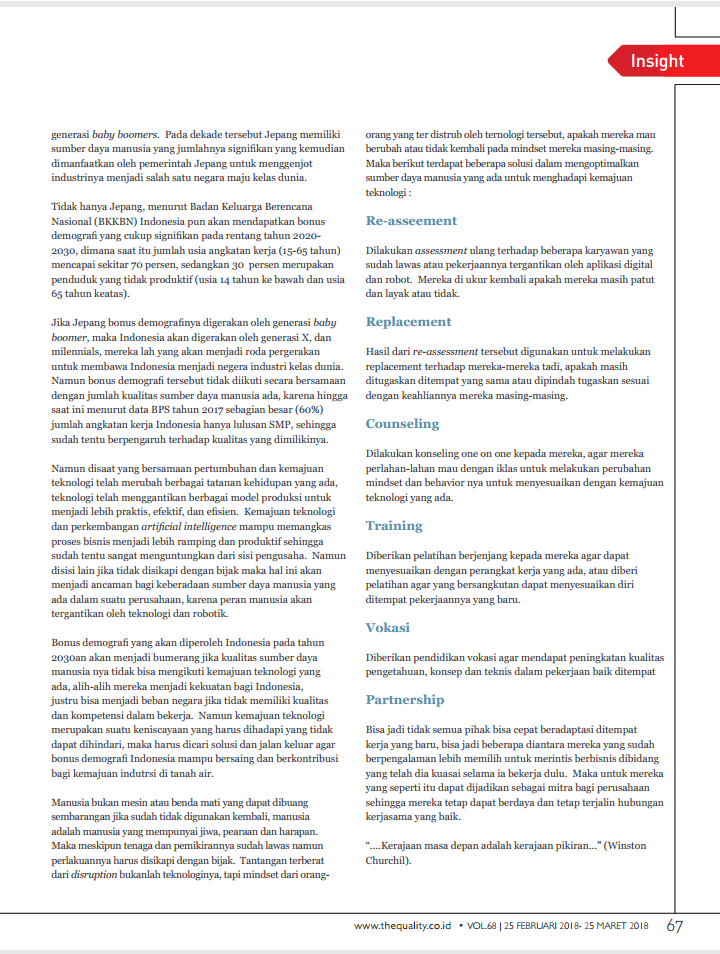 Insight
generasi baby boomers.  Pada dekade tersebut Jepang memiliki
sumber daya manusia yang jumlahnya signifikan yang kemudian
dimanfaatkan oleh pemerintah Jepang untuk menggenjot
industrinya menjadi salah satu negara maju kelas dunia.
Tidak hanya Jepang, menurut Badan Keluarga Berencana
Nasional (BKKBN) Indonesia pun akan mendapatkan bonus
demografi yang cukup signifikan pada rentang tahun 2020-
2030, dimana saat itu jumlah usia angkatan kerja (15-65 tahun)
mencapai sekitar 70 persen, sedangkan 30  persen merupakan
penduduk yang tidak produktif (usia 14 tahun ke bawah dan usia
65 tahun keatas).
Jika Jepang bonus demografinya digerakan oleh generasi baby
boomer, maka Indonesia akan digerakan oleh generasi X, dan
milennials, mereka lah yang akan menjadi roda pergerakan
untuk membawa Indonesia menjadi negera industri kelas dunia.
Namun bonus demografi tersebut tidak diikuti secara bersamaan
dengan jumlah kualitas sumber daya manusia ada, karena hingga
saat ini menurut data BPS tahun 2017 sebagian besar (60%)
jumlah angkatan kerja Indonesia hanya lulusan SMP, sehingga
sudah tentu berpengaruh terhadap kualitas yang dimilikinya.
Namun disaat yang bersamaan pertumbuhan dan kemajuan
teknologi telah merubah berbagai tatanan kehidupan yang ada,
teknologi telah menggantikan berbagai model produksi untuk
menjadi lebih praktis, efektif, dan efisien.  Kemajuan teknologi
dan perkembangan artificial intelligence mampu memangkas
proses bisnis menjadi lebih ramping dan produktif sehingga
sudah tentu sangat menguntungkan dari sisi pengusaha.  Namun
disisi lain jika tidak disikapi dengan bijak maka hal ini akan
menjadi ancaman bagi keberadaan sumber daya manusia yang
ada dalam suatu perusahaan, karena peran manusia akan
tergantikan oleh teknologi dan robotik.
Bonus demografi yang akan diperoleh Indonesia pada tahun
2030an akan menjadi bumerang jika kualitas sumber daya
manusia nya tidak bisa mengikuti kemajuan teknologi yang
ada, alih-alih mereka menjadi kekuatan bagi Indonesia,
justru bisa menjadi beban negara jika tidak memiliki kualitas
dan kompetensi dalam bekerja.  Namun kemajuan teknologi
merupakan suatu keniscayaan yang harus dihadapi yang tidak
dapat dihindari, maka harus dicari solusi dan jalan keluar agar
bonus demografi Indonesia mampu bersaing dan berkontribusi
bagi kemajuan indutrsi di tanah air.
Manusia bukan mesin atau benda mati yang dapat dibuang
sembarangan jika sudah tidak digunakan kembali, manusia
adalah manusia yang mempunyai jiwa, pearaan dan harapan.
Maka meskipun tenaga dan pemikirannya sudah lawas namun
perlakuannya harus disikapi dengan bijak.  Tantangan terberat
dari disruption bukanlah teknologinya, tapi mindset dari orang-
orang yang ter distrub oleh ternologi tersebut, apakah mereka mau
berubah atau tidak kembali pada mindset mereka masing-masing.
Maka berikut terdapat beberapa solusi dalam mengoptimalkan
sumber daya manusia yang ada untuk menghadapi kemajuan
teknologi :
Re-asseement
Dilakukan assessment ulang terhadap beberapa karyawan yang
sudah lawas atau pekerjaannya tergantikan oleh aplikasi digital
dan robot.  Mereka di ukur kembali apakah mereka masih patut
dan layak atau tidak.
Replacement
Hasil dari re-assessment tersebut digunakan untuk melakukan
replacement terhadap mereka-mereka tadi, apakah masih
ditugaskan ditempat yang sama atau dipindah tugaskan sesuai
dengan keahliannya mereka masing-masing.
Counseling
Dilakukan konseling one on one kepada mereka, agar mereka
perlahan-lahan mau dengan iklas untuk melakukan perubahan
mindset dan behavior nya untuk menyesuaikan dengan kemajuan
teknologi yang ada.
Training
Diberikan pelatihan berjenjang kepada mereka agar dapat
menyesuaikan dengan perangkat kerja yang ada, atau diberi
pelatihan agar yang bersangkutan dapat menyesuaikan diri
ditempat pekerjaannya yang baru.
Vokasi
Diberikan pendidikan vokasi agar mendapat peningkatan kualitas
pengetahuan, konsep dan teknis dalam pekerjaan baik ditempat
Partnership
Bisa jadi tidak semua pihak bisa cepat beradaptasi ditempat
kerja yang baru, bisa jadi beberapa diantara mereka yang sudah
berpengalaman lebih memilih untuk merintis berbisnis dibidang
yang telah dia kuasai selama ia bekerja dulu.  Maka untuk mereka
yang seperti itu dapat dijadikan sebagai mitra bagi perusahaan
sehingga mereka tetap dapat berdaya dan tetap terjalin hubungan
kerjasama yang baik.
“....Kerajaan masa depan adalah kerajaan pikiran...” (Winston
Churchil).
www.thequality.co.id • VOL.68 | 25 FEBRUARI 2018- 25 MARET 2018 67